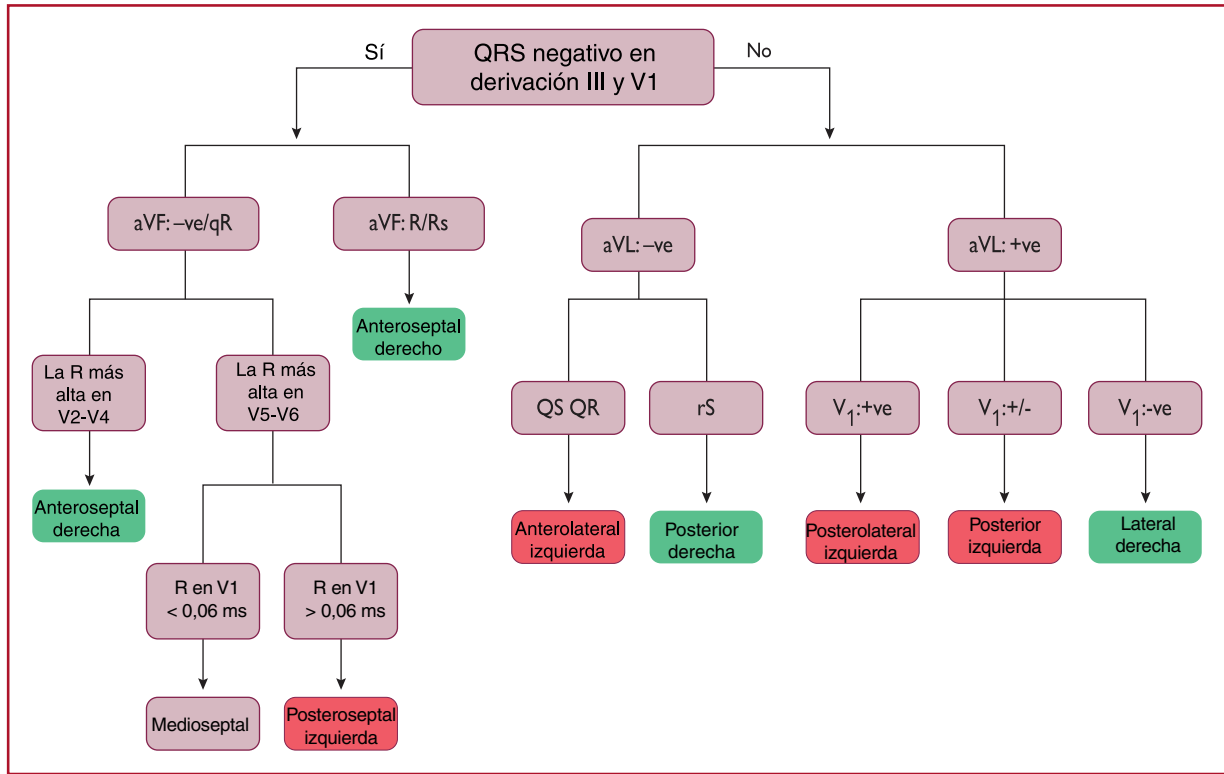 Sí
QRS negativo en
derivación III y V1
No
aVF: –ve/qR
aVF: R/Rs
aVL: –ve
aVL: +ve
Anteroseptal
derecho
La R más
alta en
V2-V4
La R más
alta en
V5-V6
QS QR
rS
V1:+ve
V1:+/-
V1:-ve
Anteroseptal
derecha
Anterolateral
izquierda
Posterior
derecha
Posterolateral
izquierda
Posterior
izquierda
Lateral
derecha
R en V1
< 0,06 ms
R en V1
> 0,06 ms
Medioseptal
Posteroseptal
izquierda